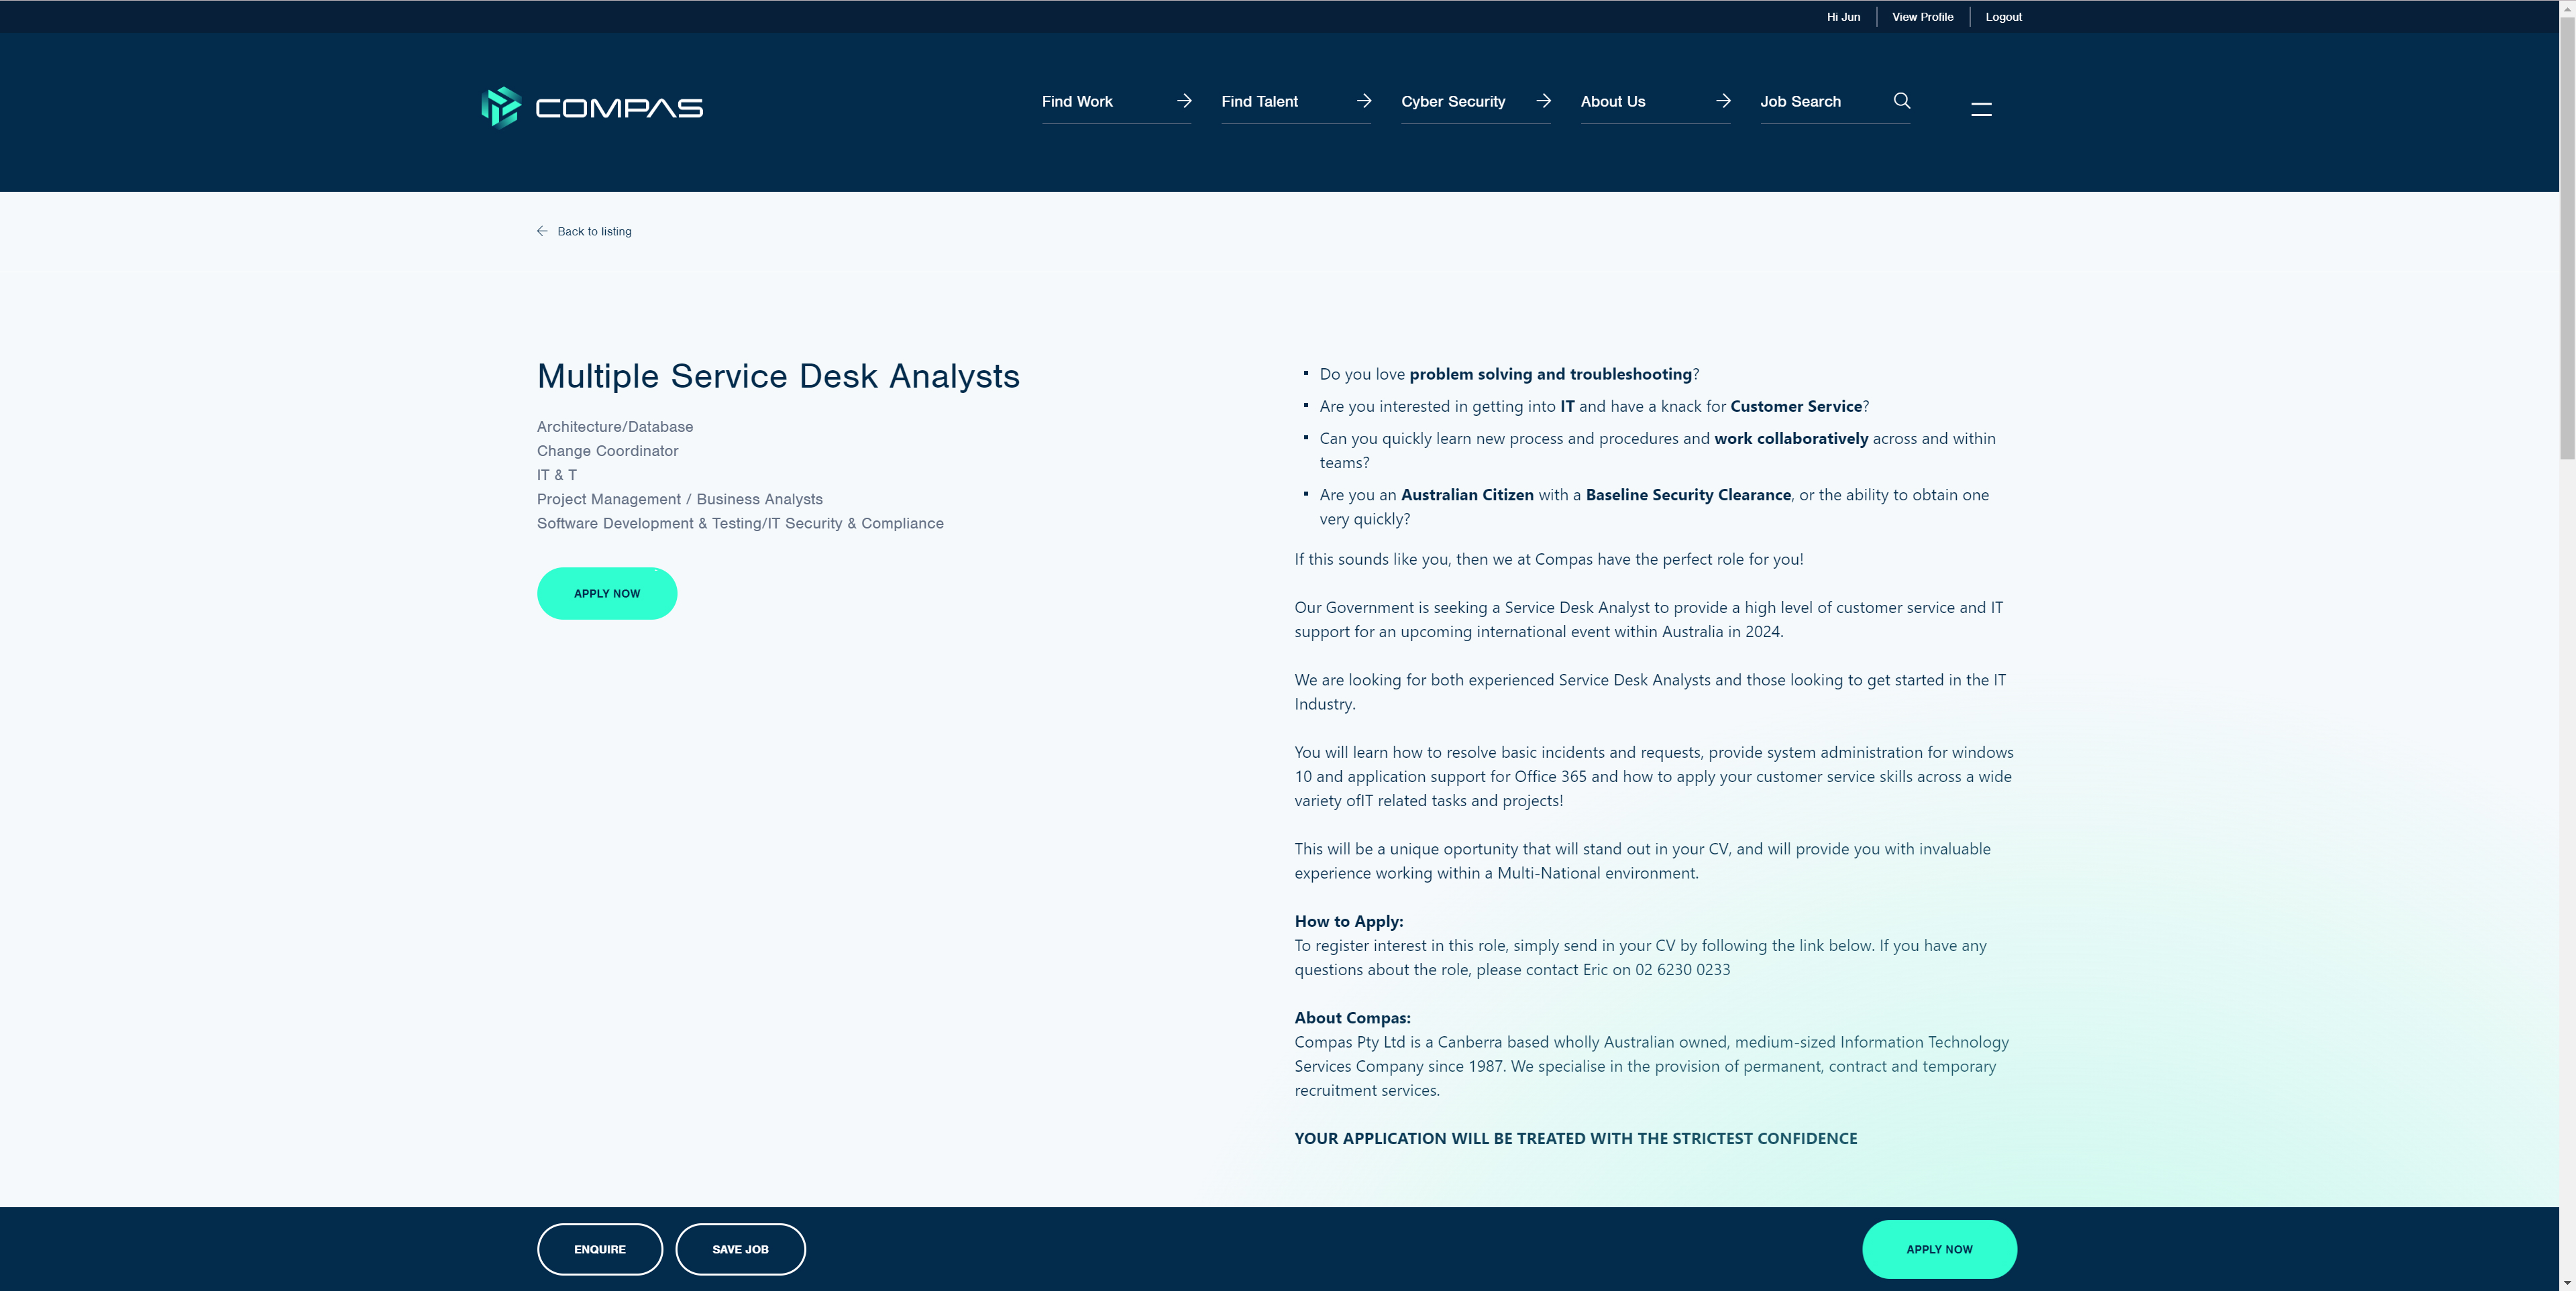 Hi Jun
View Profile
Logout
COMPAS
Find Work
Find Talent
Cyber Security
About Us
Job Search
Back to listing
Multiple Service Desk Analysts
Architecture/Database
Change Coordinator
IT & T
Project Management / Business Analysts
Software Development & Testing/IT Security & Compliance
APPLY NOW
Do you love problem solving and troubleshooting?
Are you interested in getting into IT and have a knack for Customer Service?
Can you quickly learn new process and procedures and work collaboratively across and within
teams?
Are you an Australian Citizen with a Baseline Security Clearance, or the ability to obtain one
very quickly?
If this sounds like you, then we at Compas have the perfect role for you!
Our Government is seeking a Service Desk Analyst to provide a high level of customer service and IT
support for an upcoming international event within Australia in 2024.
We are looking for both experienced Service Desk Analysts and those looking to get started in the IT
Industry.
You will learn how to resolve basic incidents and requests, provide system administration for windows
10 and application support for Office 365 and how to apply your customer service skills across a wide
variety ofIT related tasks and projects!
This will be a unique oportunity that will stand out in your CV, and will provide you with invaluable
experience working within a Multi-National environment.
How to Apply:
To register interest in this role, simply send in your CV by following the link below. If you have any
questions about the role, please contact Eric on 02 6230 0233
About Compas:
Compas Pty Ltd is a Canberra based wholly Australian owned, medium-sized Information Technology
Services Company since 1987. We specialise in the provision of permanent, contract and temporary
recruitment services.
YOUR APPLICATION WILL BE TREATED WITH THE STRICTEST CONFIDENCE
ENQUIRE
SAVE JOB
APPLY NOW